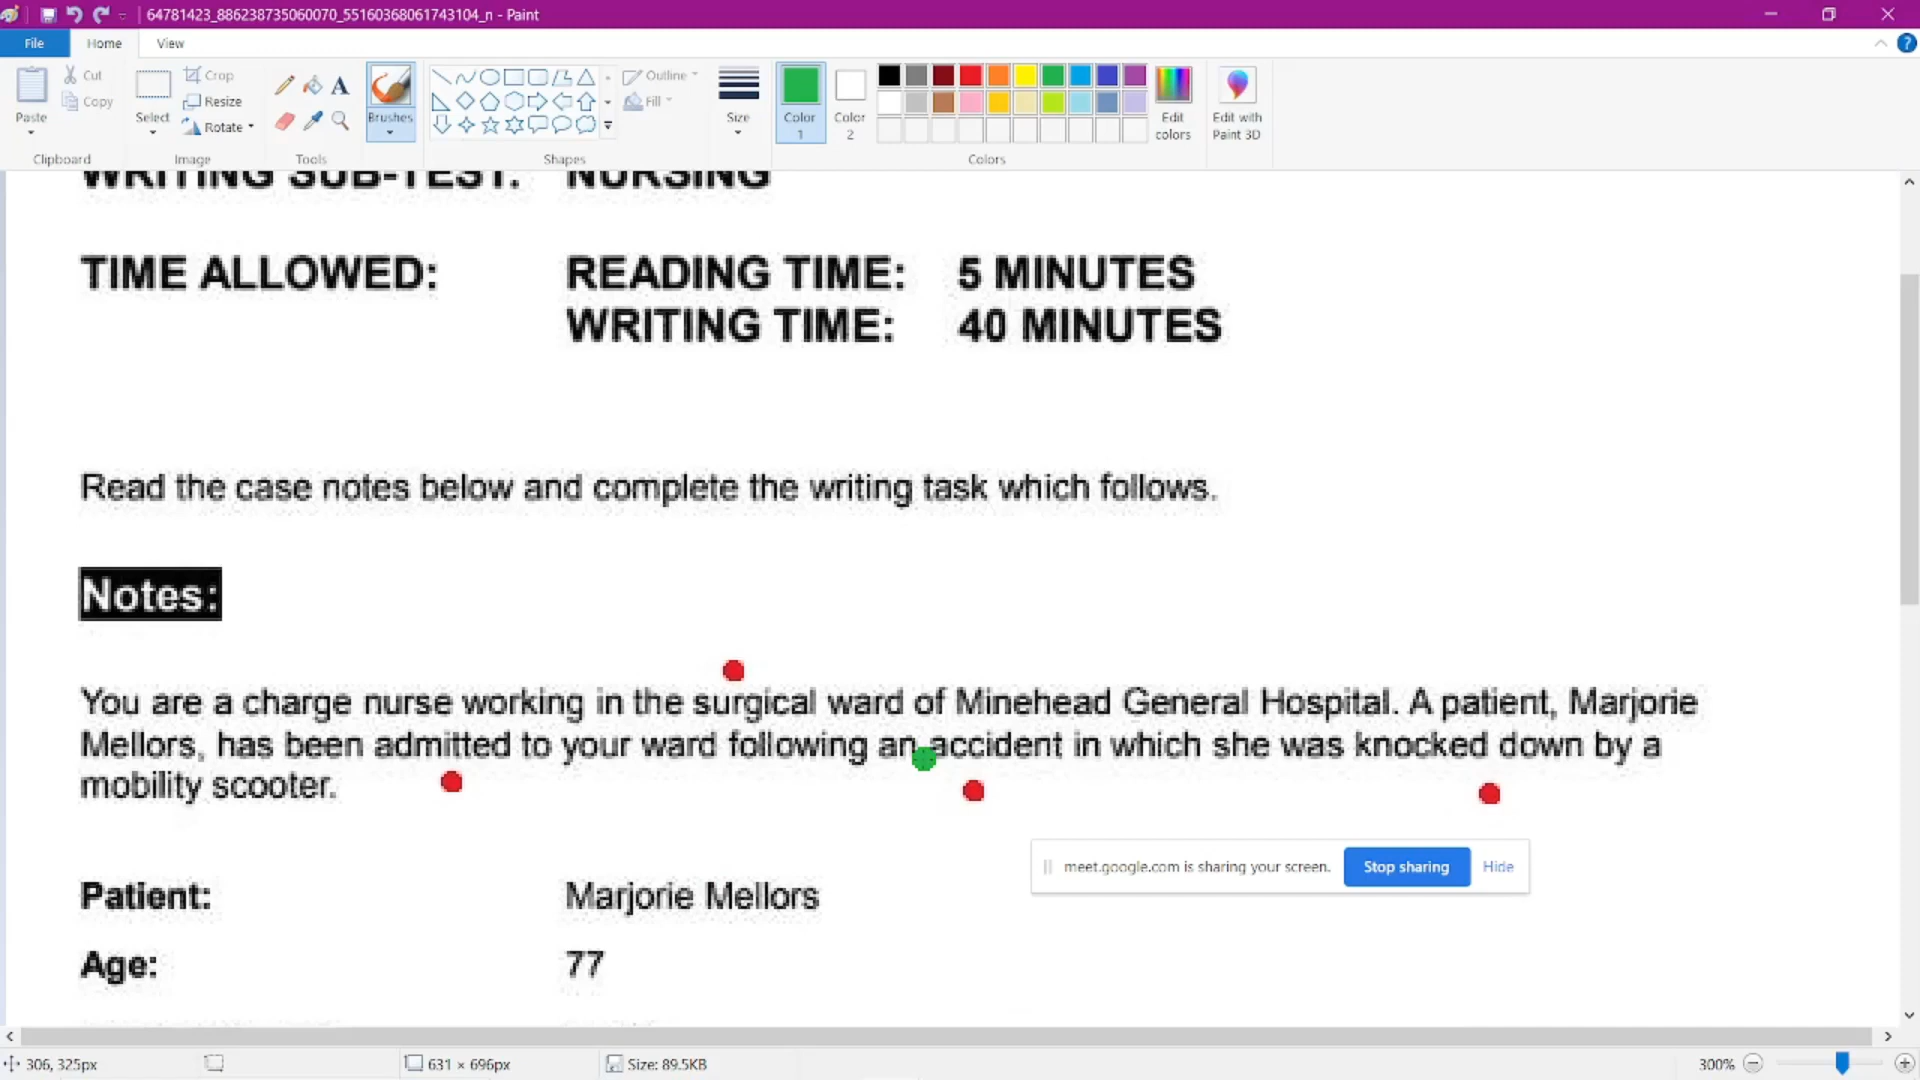 64781423_886238735060070_55160368061743104_n - Paint
File Home View
Paste
Cut
Copy
Clipboard
Select
Crop
Resize
Rotate
Image
Tools
Brushes
Shapes
Outline
Fill
Size
Color 1
Color 2
Colors
Edit colors
Edit with Paint 3D
WRITING SUB-TEST: NURSING
TIME ALLOWED: READING TIME: 5 MINUTES
WRITING TIME: 40 MINUTES
Read the case notes below and complete the writing task which follows.
Notes:
You are a charge nurse working in the surgical ward of Minehead General Hospital. A patient, Marjorie
Mellors, has been admitted to your ward following an accident in which she was knocked down by a
mobility scooter.
meet.google.com is sharing your screen. Stop sharing Hide
Patient: Marjorie Mellors
Age: 77
306, 325px 631 × 696px Size: 89.5KB 300%